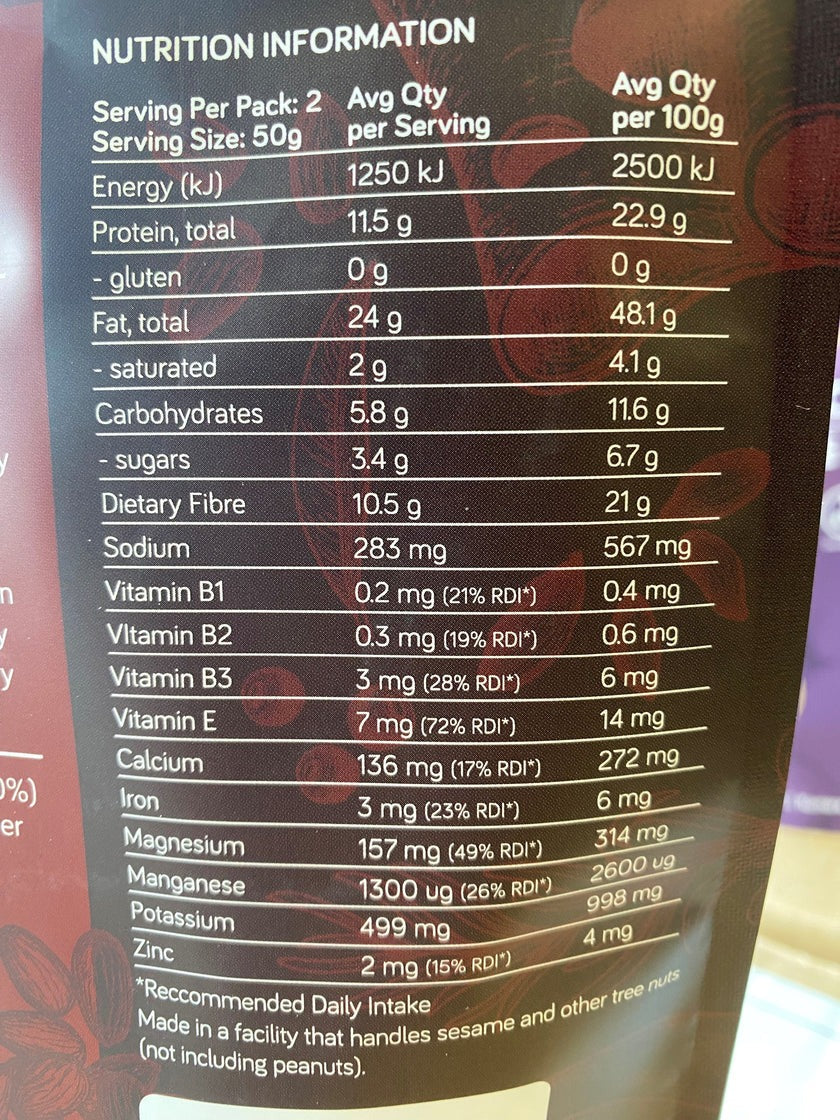 NUTRITION INFORMATION
Serving Per Pack: 2 Avg Qty Avg Qty
Serving Size: 50g per Serving per 100g
Energy (kJ) 1250 kJ 2500 kJ
Protein, total 11.5 g 22.9 g
- gluten 0 g 0 g
Fat, total 24 g 48.1 g
- saturated 2 g 4.1 g
Carbohydrates 5.8 g 11.6 g
- sugars 3.4 g 6.7 g
Dietary Fibre 10.5 g 21 g
Sodium 283 mg 567 mg
Vitamin B1 0.2 mg (21% RDI*) 0.4 mg
VItamin B2 0.3 mg (19% RDI*) 0.6 mg
Vitamin B3 3 mg (28% RDI*) 6 mg
Vitamin E 7 mg (72% RDI*) 14 mg
Calcium 136 mg (17% RDI*) 272 mg
Iron 3 mg (23% RDI*) 6 mg
Magnesium 157 mg (49% RDI*) 314 mg
Manganese 1300 ug (26% RDI*) 2600 ug
Potassium 499 mg 998 mg
Zinc 2 mg (15% RDI*) 4 mg
*Reccommended Daily Intake
Made in a facility that handles sesame and other tree nuts
(not including peanuts).